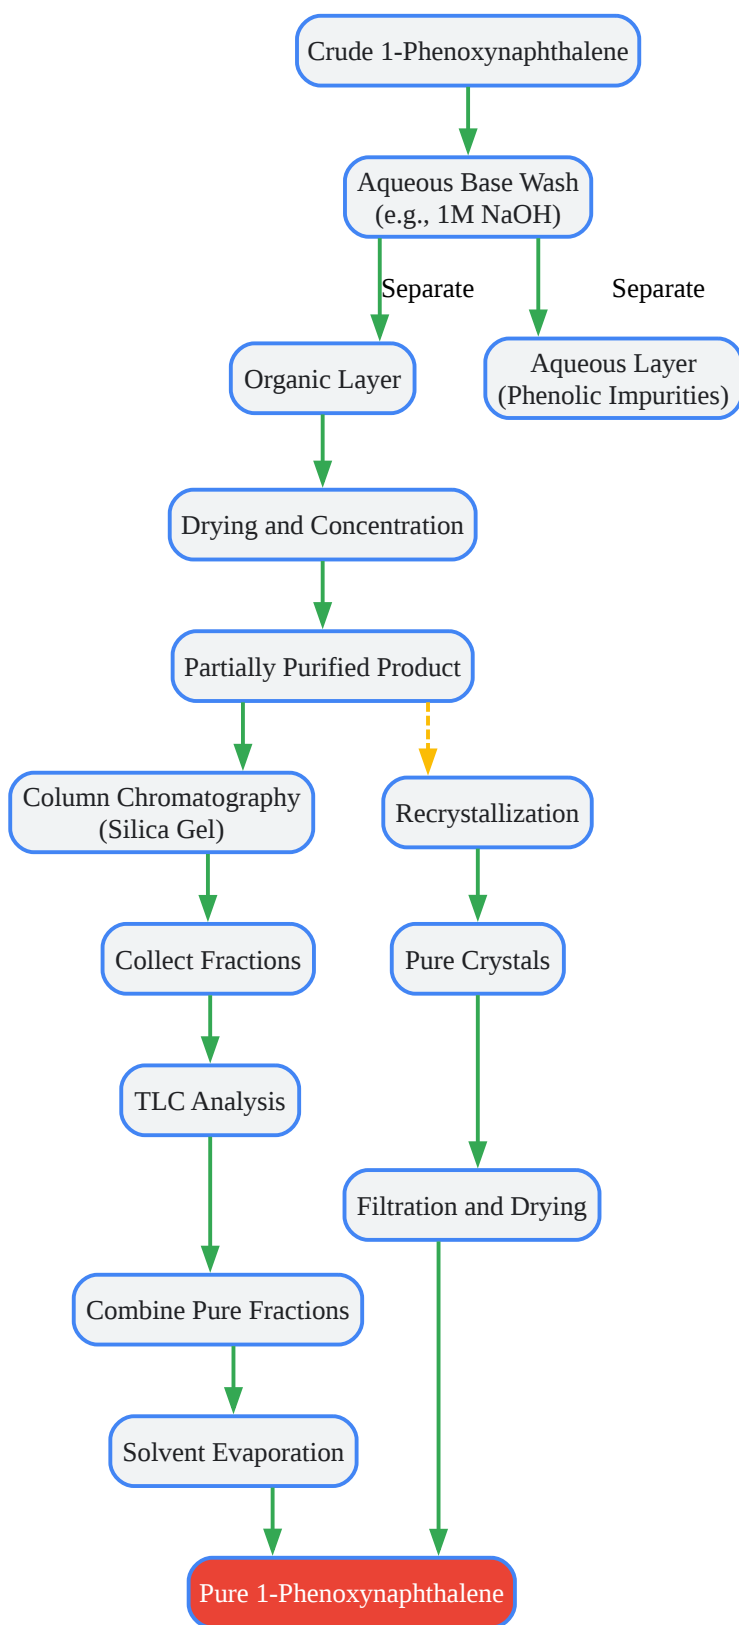 Crude 1-Phenoxynaphthalene
Aqueous Base Wash
(e.g., 1M NaOH)
Separate
Separate
Organic Layer
Aqueous Layer
(Phenolic Impurities)
Drying and Concentration
Partially Purified Product
Column Chromatography
(Silica Gel)
Recrystallization
Collect Fractions
Pure Crystals
TLC Analysis
Filtration and Drying
Combine Pure Fractions
Solvent Evaporation
Pure 1-Phenoxynaphthalene